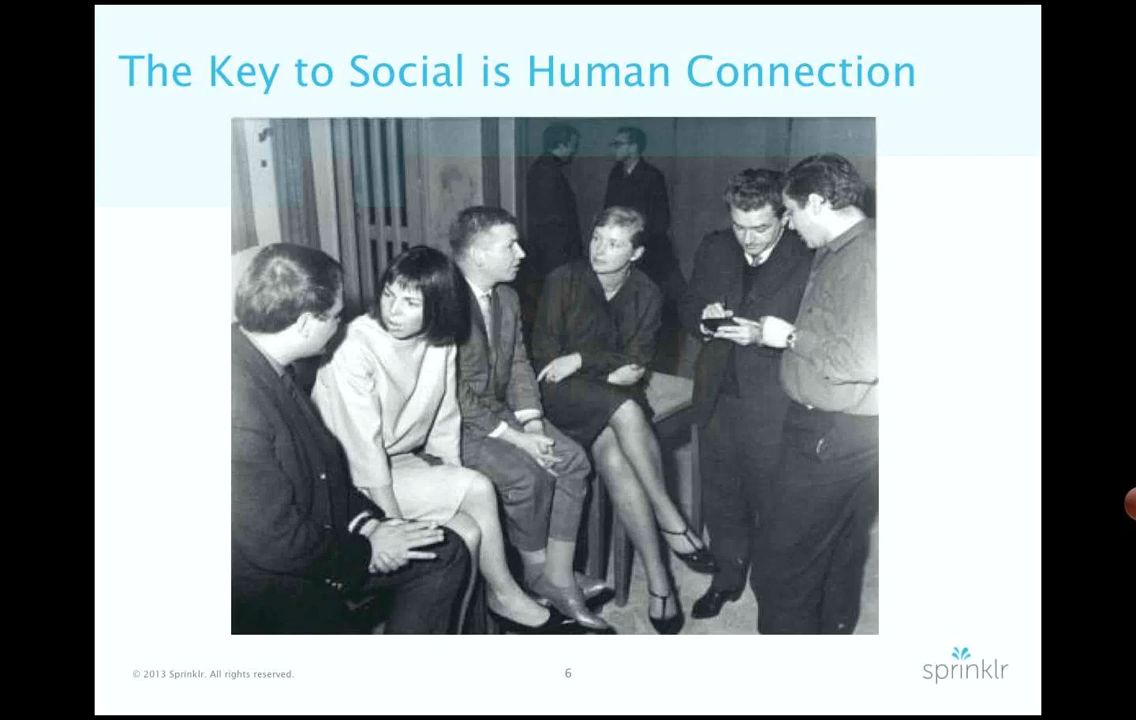 The Key to Social is Human Connection
© 2013 Sprinklr. All rights reserved.
6
sprinklr